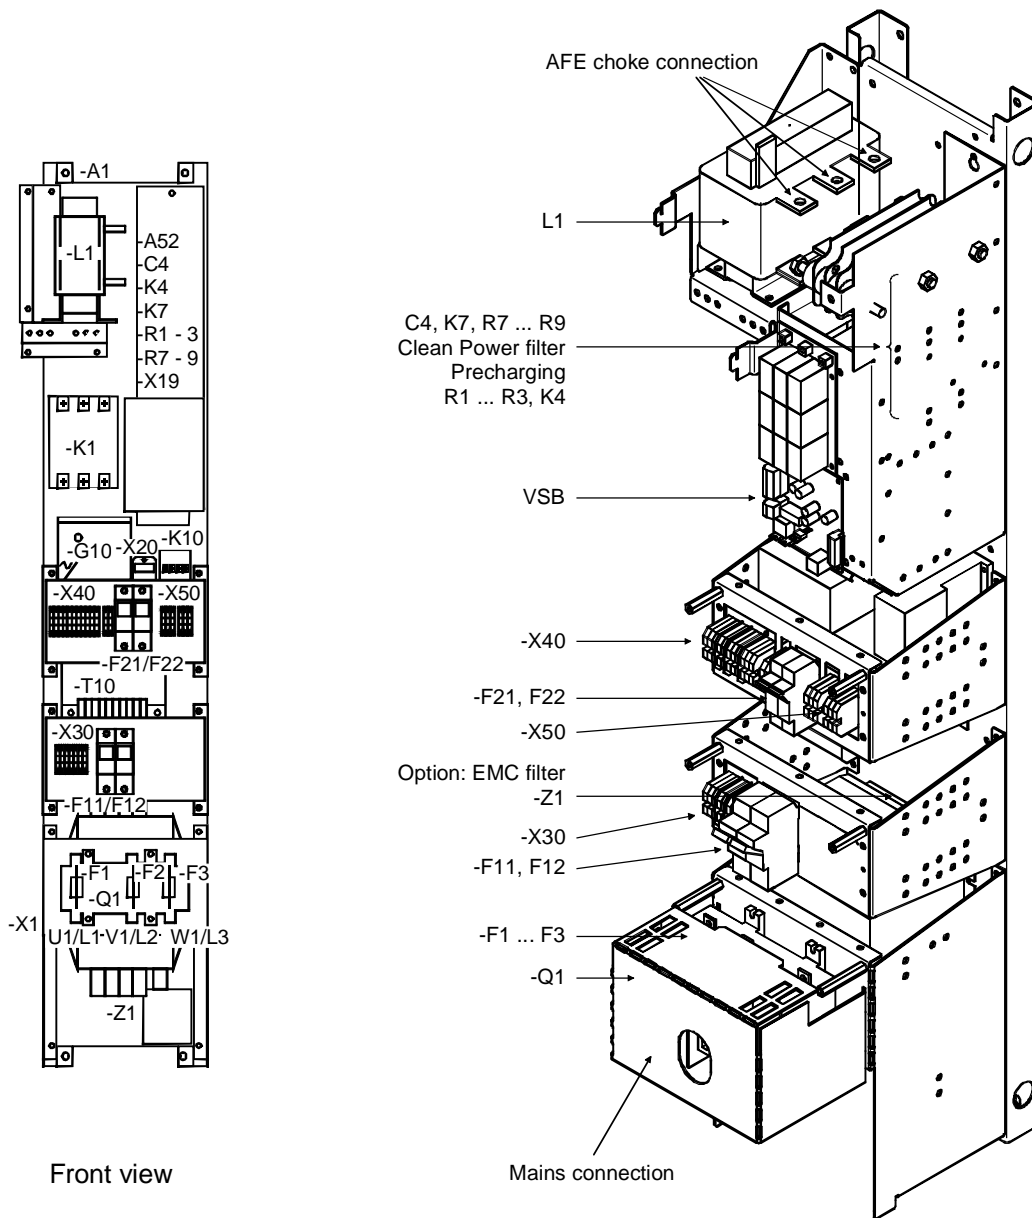 -A1
-L1
-A52
-C4
-K4
-K7
-R1 - 3
-R7 - 9
-X19
-K1
-G10
-X20
-K10
-X40
-X50
-F21/F22
-T10
-X30
-F11/F12
-F1
-F2
-F3
-Q1
-X1
U1/L1
-V1/L2
W1/L3
-Z1
Front view
AFE choke connection
L1
C4, K7, R7 ... R9
Clean Power filter
Precharging
R1 ... R3, K4
VSB
-X40
-F21, F22
-X50
Option: EMC filter
-Z1
-X30
-F11, F12
-F1 ... F3
-Q1
Mains connection